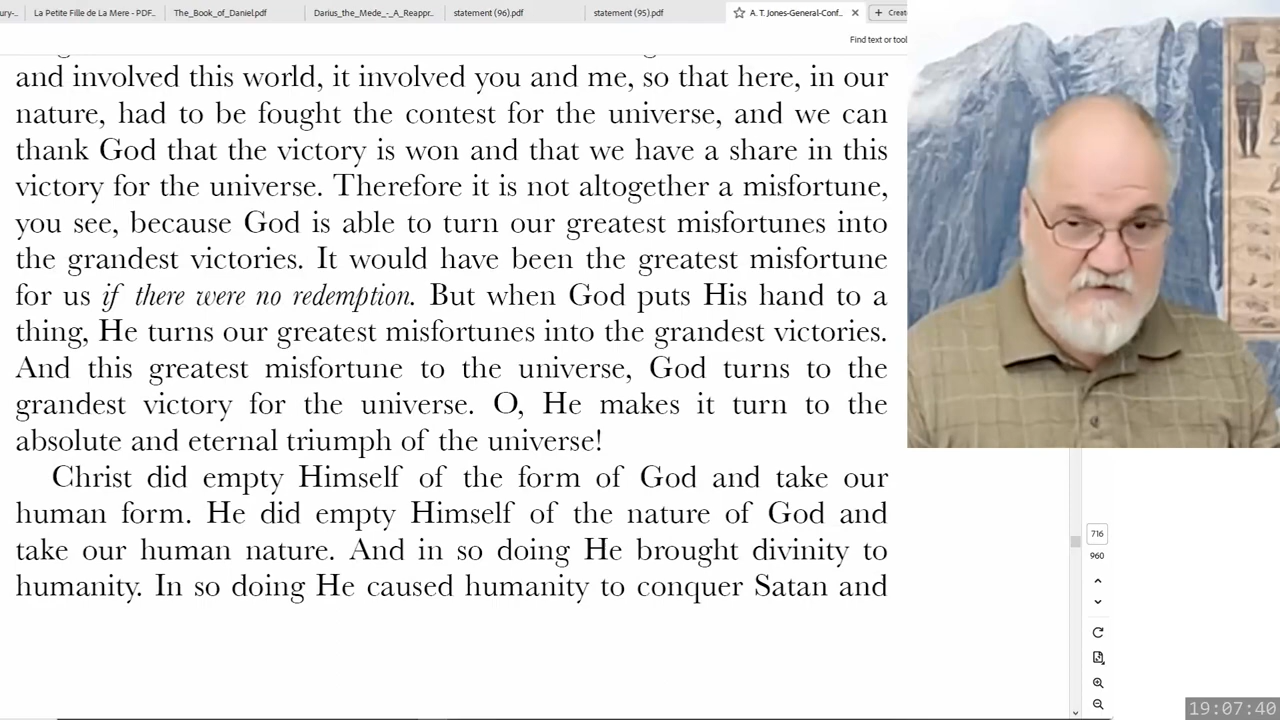 ury-...
La Petite Fille de La Mere - PDF...
The_Book_of_Daniel.pdf
Darius_the_Mede_-_A_Reappr...
statement (96).pdf
statement (95).pdf
A. T. Jones-General-Conf...
Creat
Find text or tool
and involved this world, it involved you and me, so that here, in our
nature, had to be fought the contest for the universe, and we can
thank God that the victory is won and that we have a share in this
victory for the universe. Therefore it is not altogether a misfortune,
you see, because God is able to turn our greatest misfortunes into
the grandest victories. It would have been the greatest misfortune
for us if there were no redemption. But when God puts His hand to a
thing, He turns our greatest misfortunes into the grandest victories.
And this greatest misfortune to the universe, God turns to the
grandest victory for the universe. O, He makes it turn to the
absolute and eternal triumph of the universe!
Christ did empty Himself of the form of God and take our
human form. He did empty Himself of the nature of God and
take our human nature. And in so doing He brought divinity to
humanity. In so doing He caused humanity to conquer Satan and
716
960
19:07:40